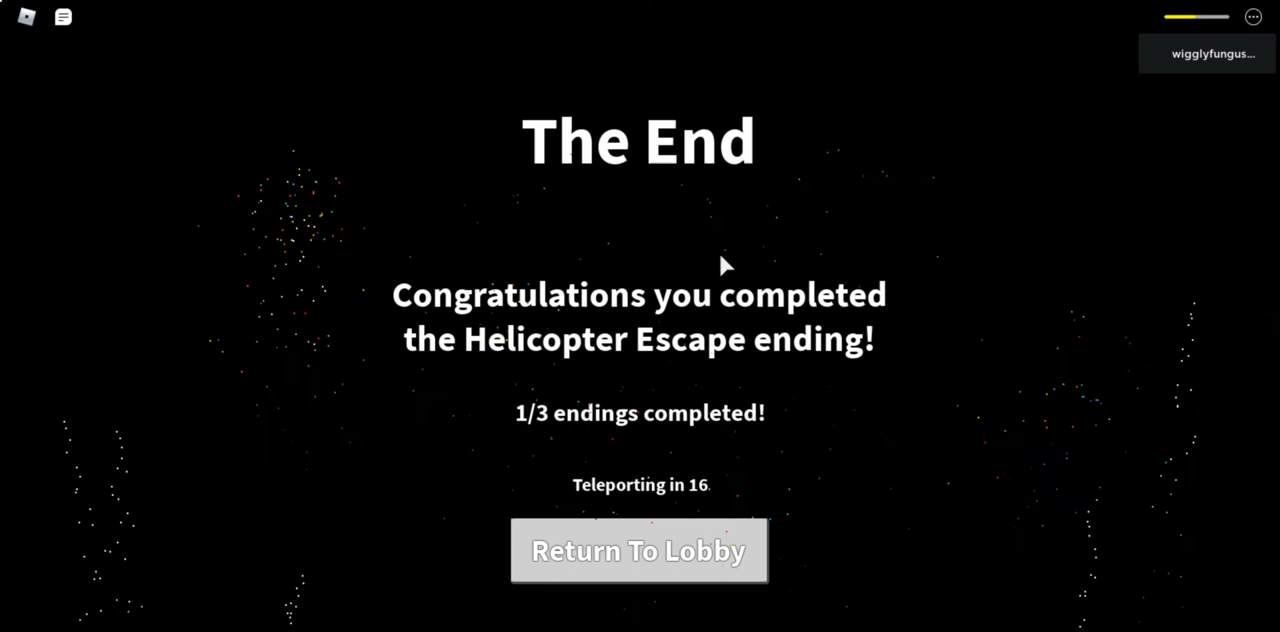 wigglyfungus...
The End
Congratulations you completed
the Helicopter Escape ending!
1/3 endings completed!
Teleporting in 16
Return To Lobby